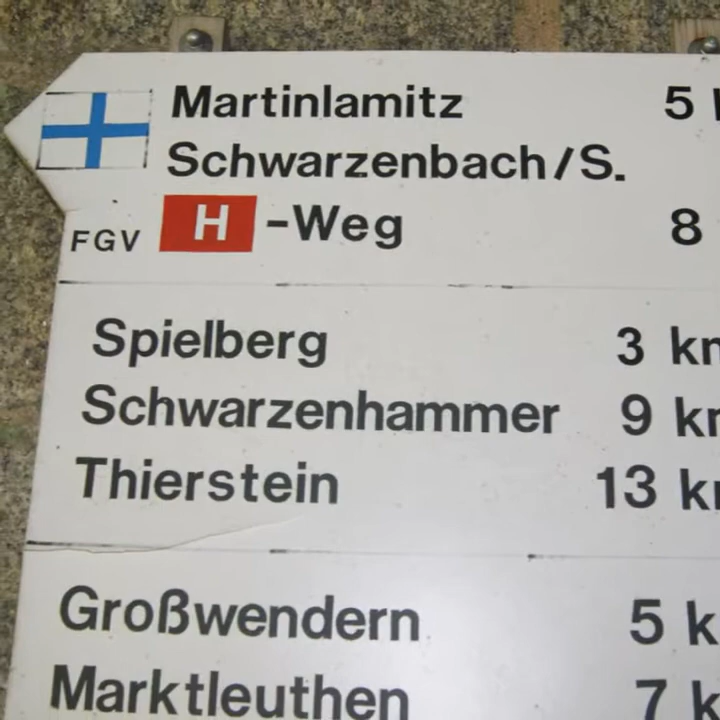 Martinlamitz 5
Schwarzenbach/S.
FGV H -Weg 8
Spielberg 3 km
Schwarzenhammer 9 km
Thierstein 13 km
Großwendern 5 k
Marktleuthen 7 k